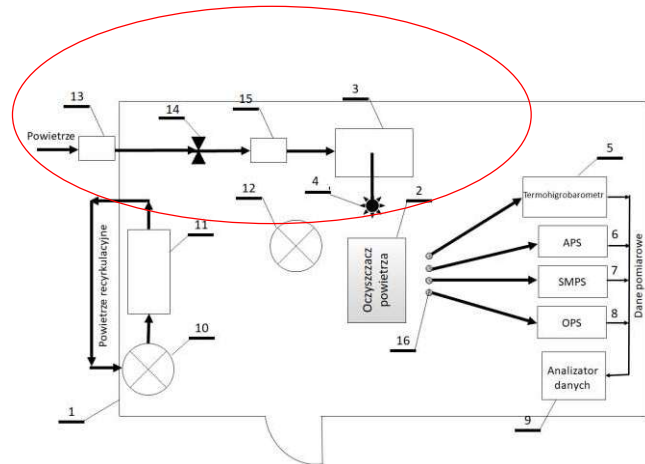 13
14
15
3
Powietrze
5
4
2
12
Termohigrobarometr
11
APS
6
Powietrze recyrkulacyjne
Oczyszczacz
powietrza
SMPS
7
Dane pomiarowe
OPS
8
10
16
Analizator
danych
1
9